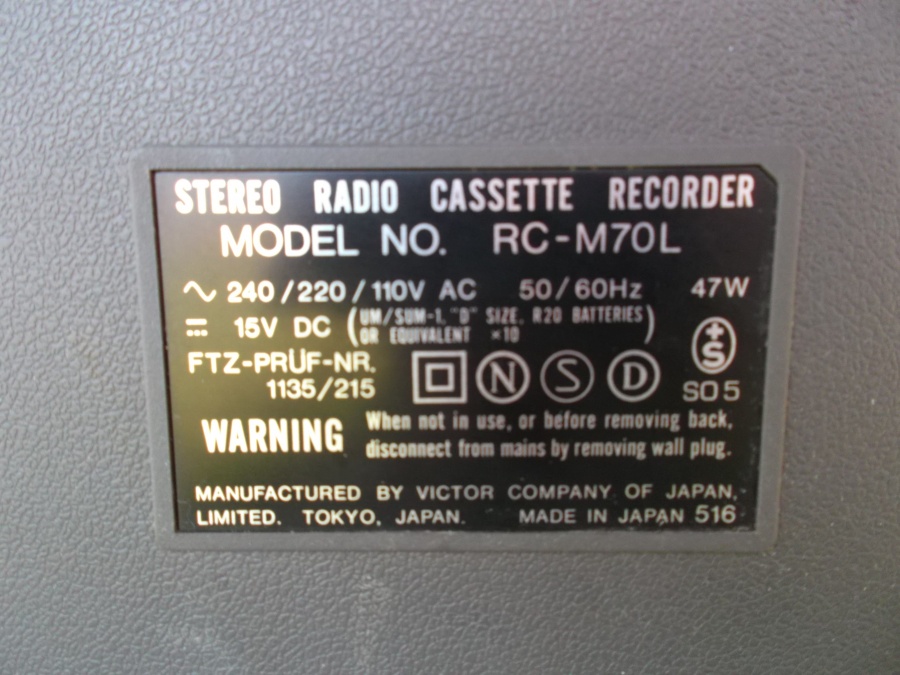 STEREO RADIO CASSETTE RECORDER
MODEL NO. RC-M70L
∿ 240/220/110V AC 50/60Hz 47W
⎓ 15V DC (UM/SUM-1, "D" SIZE, R20 BATTERIES
OR EQUIVALENT ×10)
FTZ-PRÜF-NR.
1135/215
N S D
+S
SO5
WARNING When not in use, or before removing back,
disconnect from mains by removing wall plug.
MANUFACTURED BY VICTOR COMPANY OF JAPAN,
LIMITED. TOKYO, JAPAN. MADE IN JAPAN 516